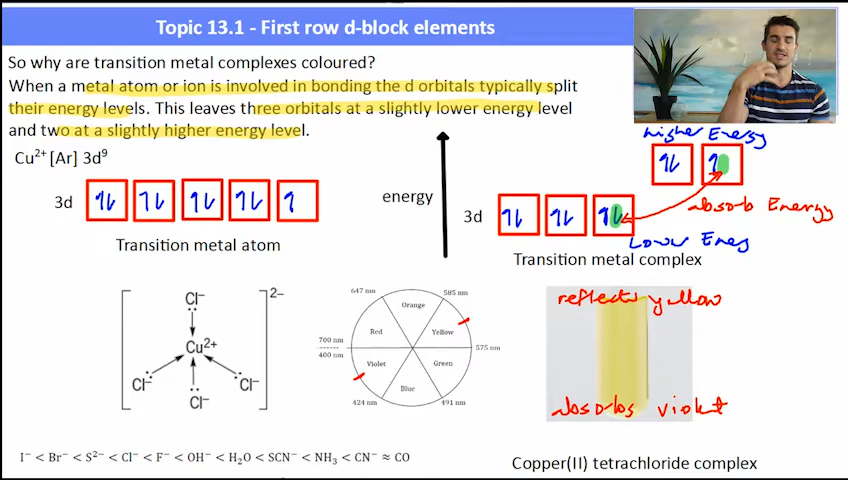 Topic 13.1 - First row d-block elements
So why are transition metal complexes coloured?
When a metal atom or ion is involved in bonding the d orbitals typically split
their energy levels. This leaves three orbitals at a slightly lower energy level
and two at a slightly higher energy level.
Cu²⁺ [Ar] 3d⁹
Higher Energy
3d
energy
3d
absorb Energy
Lower Energ
Transition metal atom
Transition metal complex
Cl⁻
2−
Cu²⁺
Cl⁻
Cl⁻
Cl⁻
647 nm
585 nm
Orange
Red
Yellow
700 nm
400 nm
575 nm
Violet
Green
Blue
424 nm
491 nm
reflects yellow
absorbs violet
I⁻ < Br⁻ < S²⁻ < Cl⁻ < F⁻ < OH⁻ < H₂O < SCN⁻ < NH₃ < CN⁻ ≈ CO
Copper(II) tetrachloride complex